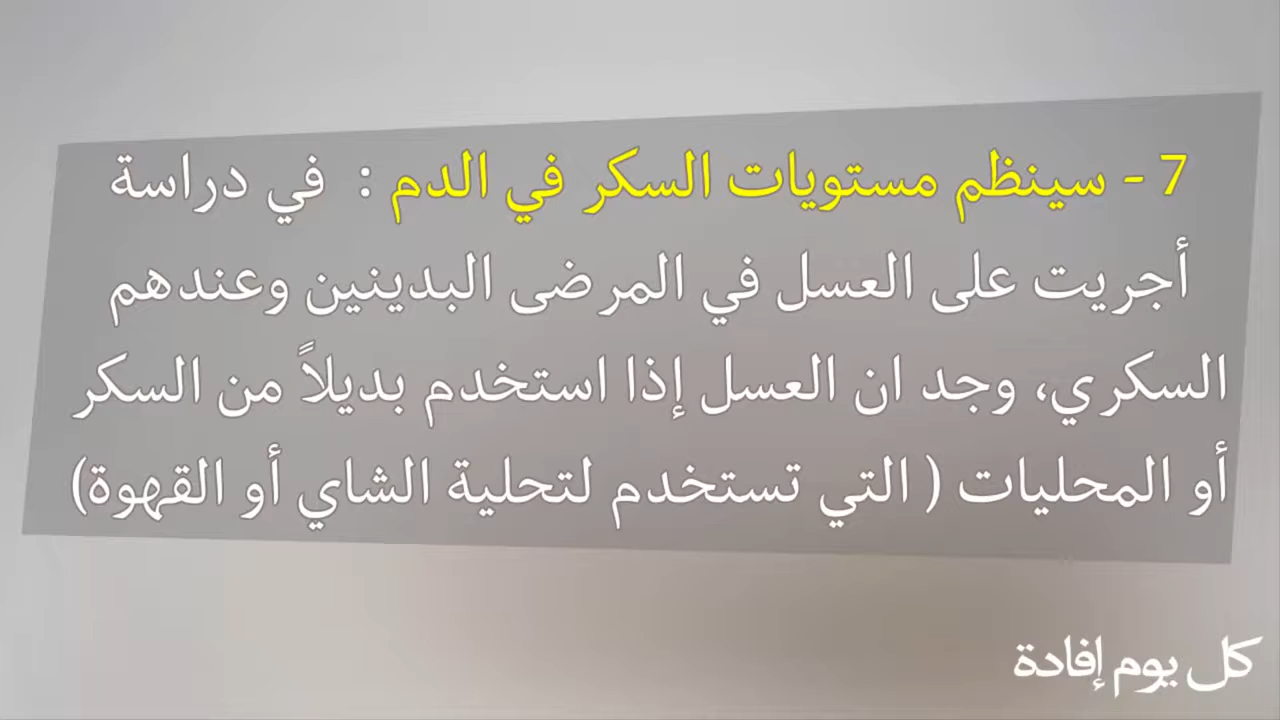 7 - سينظم مستويات السكر في الدم : في دراسة
أجريت على العسل في المرضى البدينين وعندهم
السكري، وجد ان العسل إذا استخدم بديلاً من السكر
أو المحليات ( التي تستخدم لتحلية الشاي أو القهوة)
كل يوم إفادة